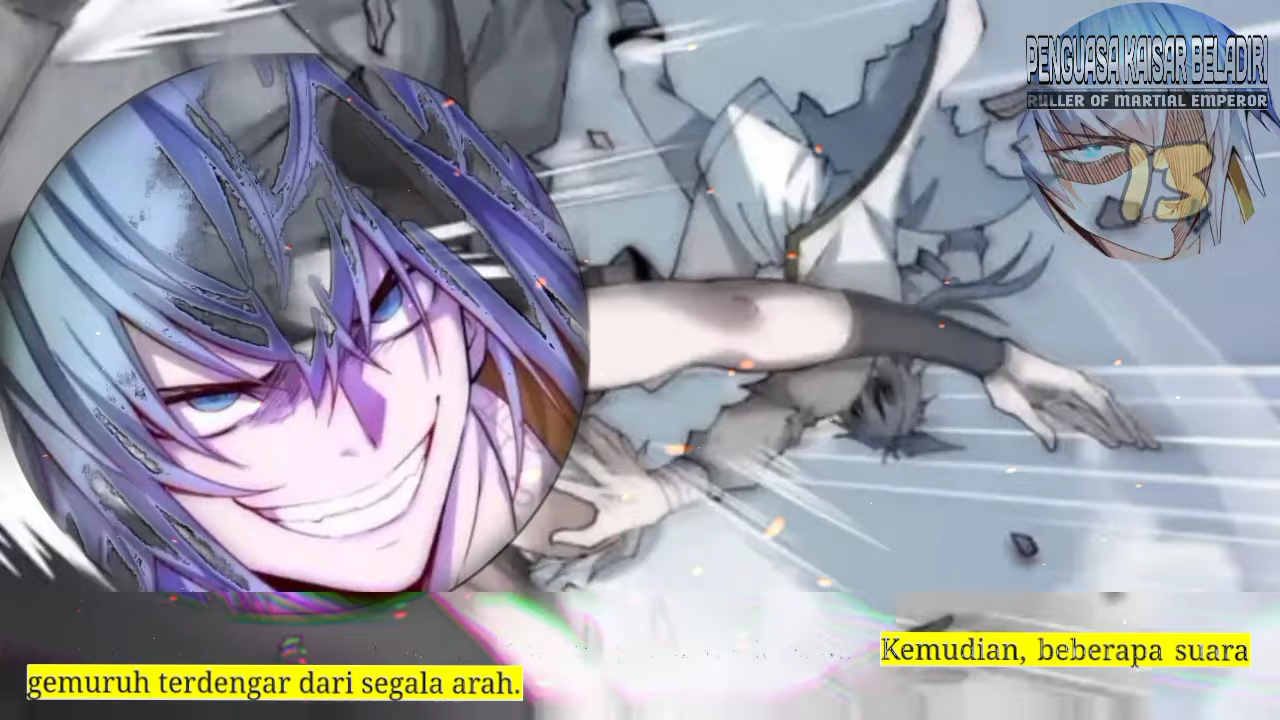 PENGUASA KAISAR BELADIRI
RULLER OF MARTIAL EMPEROR
13
Kemudian, beberapa suara
gemuruh terdengar dari segala arah.